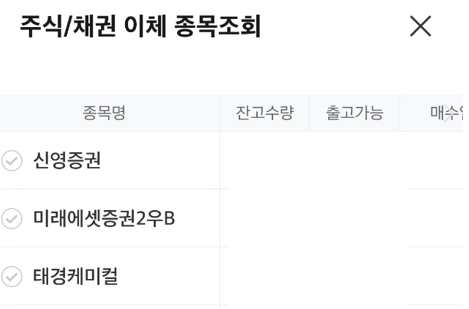 주식/채권 이체 종목조회
종목명 잔고수량 출고가능 매수일
신영증권
미래에셋증권2우B
태경케미컬